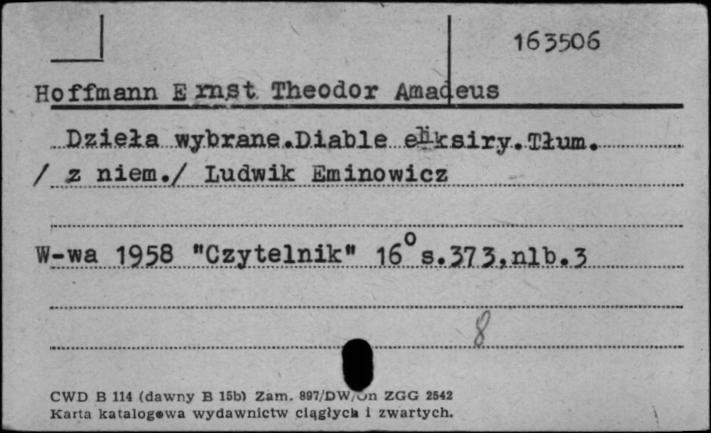 163506
Hoffmann Ernst Theodor Amadeus
Dzieła wybrane.Diable eliksiry.Tłum.
/ z niem./ Ludwik Eminowicz
W-wa 1958 "Czytelnik" 16° s.373,nlb.3
8
CWD B 114 (dawny B 15b) Zam. 897/DW/Un ZGG 2542
Karta katalogowa wydawnictw ciągłych i zwartych.